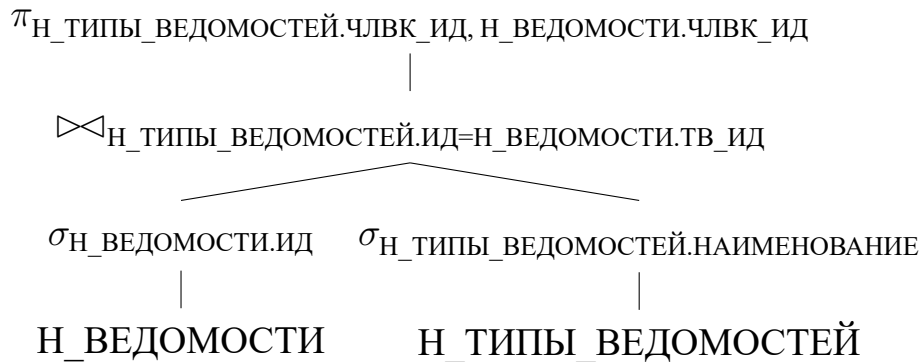 πН_ТИПЫ_ВЕДОМОСТЕЙ.ЧЛВК_ИД, Н_ВЕДОМОСТИ.ЧЛВК_ИД
⋈Н_ТИПЫ_ВЕДОМОСТЕЙ.ИД=Н_ВЕДОМОСТИ.ТВ_ИД
σН_ВЕДОМОСТИ.ИД σН_ТИПЫ_ВЕДОМОСТЕЙ.НАИМЕНОВАНИЕ
Н_ВЕДОМОСТИ Н_ТИПЫ_ВЕДОМОСТЕЙ